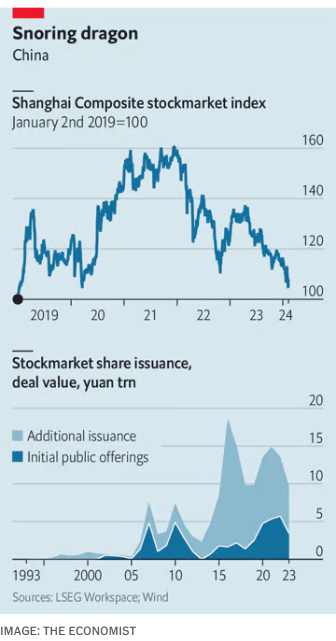 Snoring dragon
China
Shanghai Composite stockmarket index
January 2nd 2019=100
160
140
120
100
2019 20 21 22 23 24
Stockmarket share issuance,
deal value, yuan trn
20
Additional issuance
15
Initial public offerings
10
5
0
1993 2000 05 10 15 20 23
Sources: LSEG Workspace; Wind
IMAGE: THE ECONOMIST